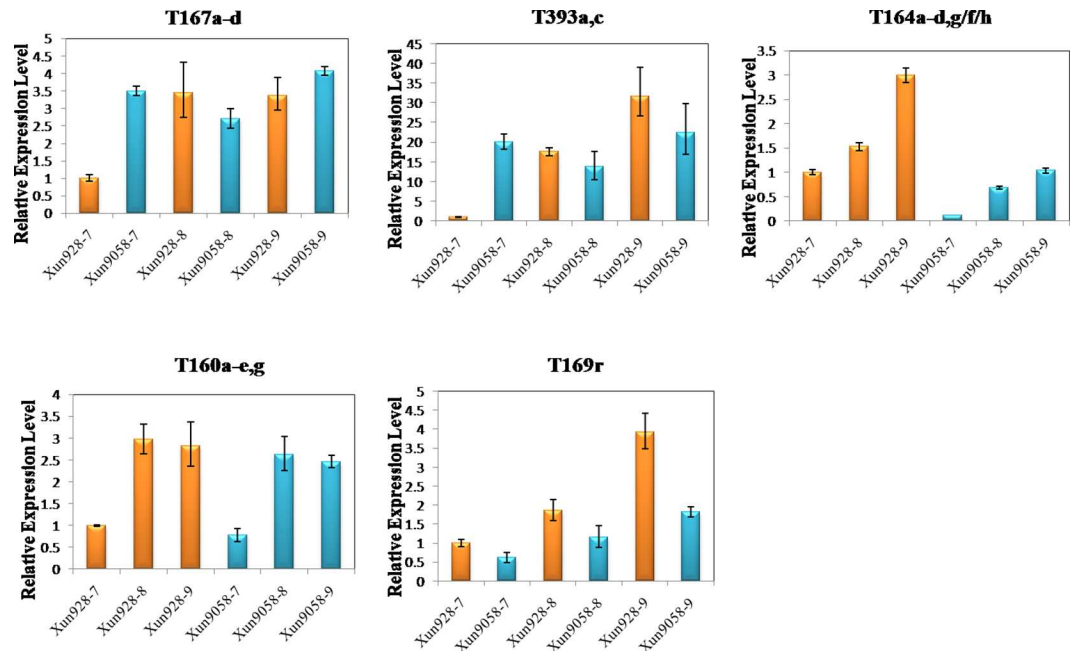 T167a-d
Relative Expression Level
5
4.5
4
3.5
3
2.5
2
1.5
1
0.5
0
Xun928-7
Xun9058-7
Xun928-8
Xun9058-8
Xun928-9
Xun9058-9
T393a,c
Relative Expression Level
45
40
35
30
25
20
15
10
5
0
Xun928-7
Xun9058-7
Xun928-8
Xun9058-8
Xun928-9
Xun9058-9
T164a-d,g/f/h
Relative Expression Level
3.5
3
2.5
2
1.5
1
0.5
0
Xun928-7
Xun928-8
Xun928-9
Xun9058-7
Xun9058-8
Xun9058-9
T160a-e,g
Relative Expression Level
4
3.5
3
2.5
2
1.5
1
0.5
0
Xun928-7
Xun928-8
Xun928-9
Xun9058-7
Xun9058-8
Xun9058-9
T169r
Relative Expression Level
5
4.5
4
3.5
3
2.5
2
1.5
1
0.5
0
Xun928-7
Xun9058-7
Xun928-8
Xun9058-8
Xun928-9
Xun9058-9